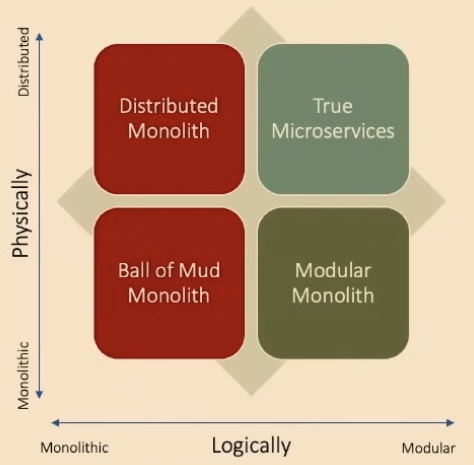 Distributed
Physically
Monolithic
Distributed
Monolith
True
Microservices
Ball of Mud
Monolith
Modular
Monolith
Monolithic
Logically
Modular